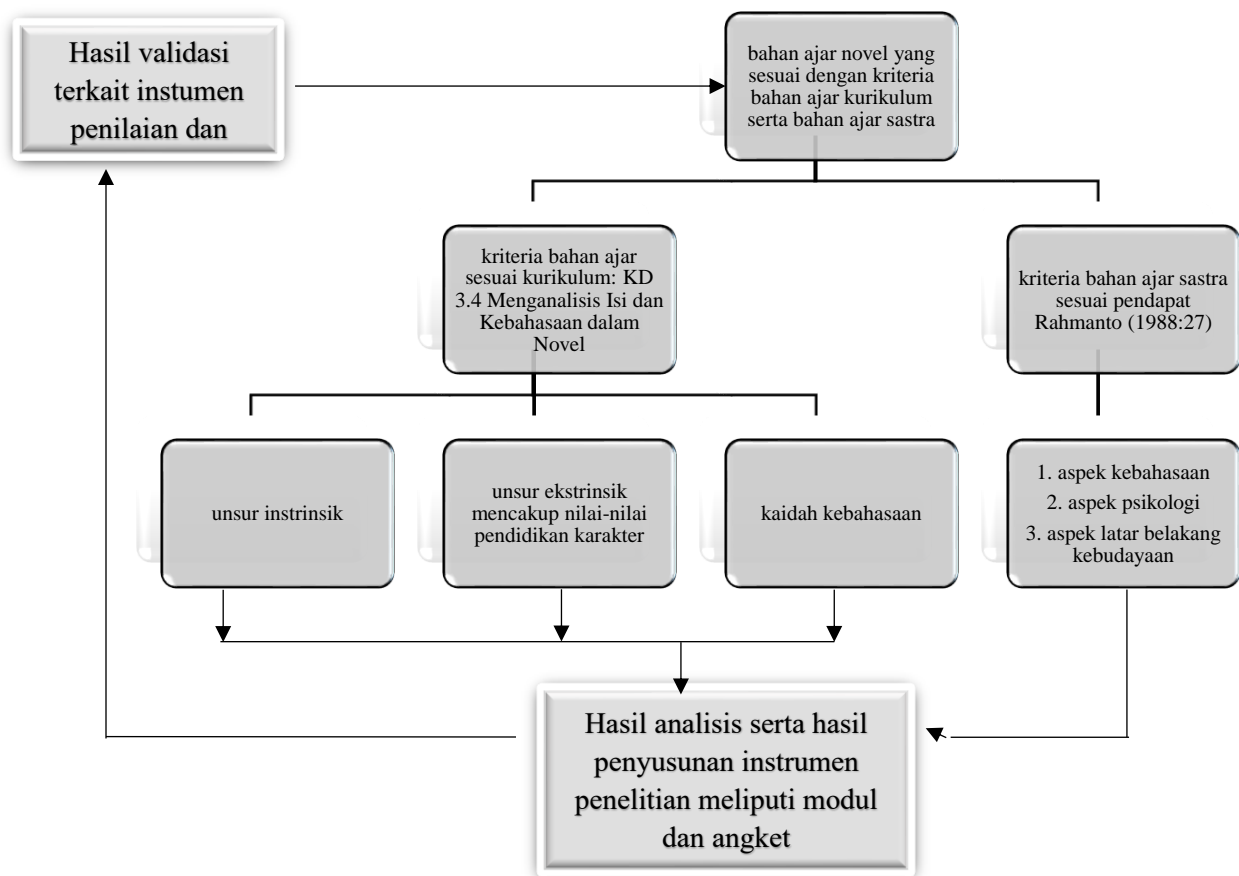 Hasil validasi
terkait instumen
penilaian dan
bahan ajar novel yang
sesuai dengan kriteria
bahan ajar kurikulum
serta bahan ajar sastra
kriteria bahan ajar
sesuai kurikulum: KD
3.4 Menganalisis Isi dan
Kebahasaan dalam
Novel
kriteria bahan ajar sastra
sesuai pendapat
Rahmanto (1988:27)
unsur instrinsik
unsur ekstrinsik
mencakup nilai-nilai
pendidikan karakter
kaidah kebahasaan
1. aspek kebahasaan
2. aspek psikologi
3. aspek latar belakang
kebudayaan
Hasil analisis serta hasil
penyusunan instrumen
penelitian meliputi modul
dan angket